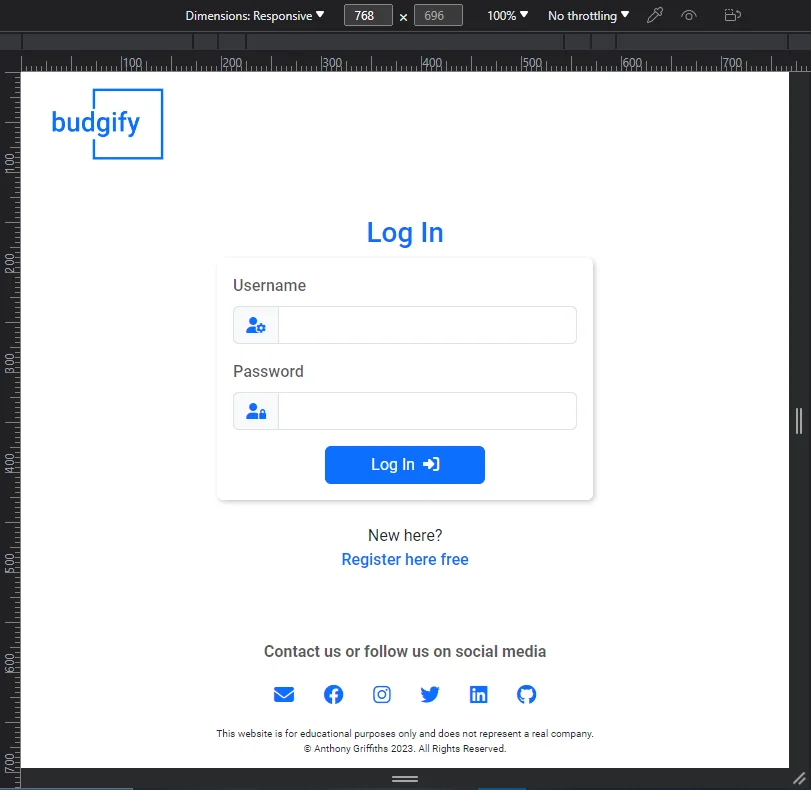 Dimensions: Responsive 768 × 696 100% No throttling
100 200 300 400 500 600 700
budgify
100
Log In
200
Username
300
Password
400
Log In
New here?
500
Register here free
Contact us or follow us on social media
600
This website is for educational purposes only and does not represent a real company.
© Anthony Griffiths 2023. All Rights Reserved.
700